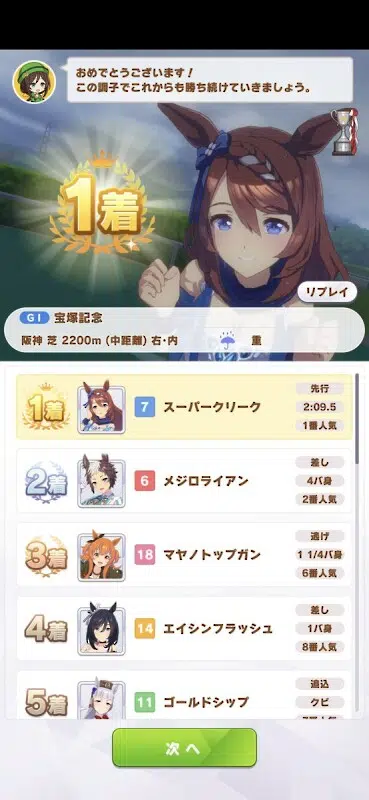 おめでとうございます!
この調子でこれからも勝ち続けていきましょう。
1着
リプレイ
GI 宝塚記念
阪神 芝 2200m (中距離) 右・内 重
1着 7 スーパークリーク 先行 2:09.5 1番人気
2着 6 メジロライアン 差し 4バ身 2番人気
3着 18 マヤノトップガン 逃げ 1 1/4バ身 6番人気
4着 14 エイシンフラッシュ 差し 1バ身 8番人気
5着 11 ゴールドシップ 追込 クビ
次へ